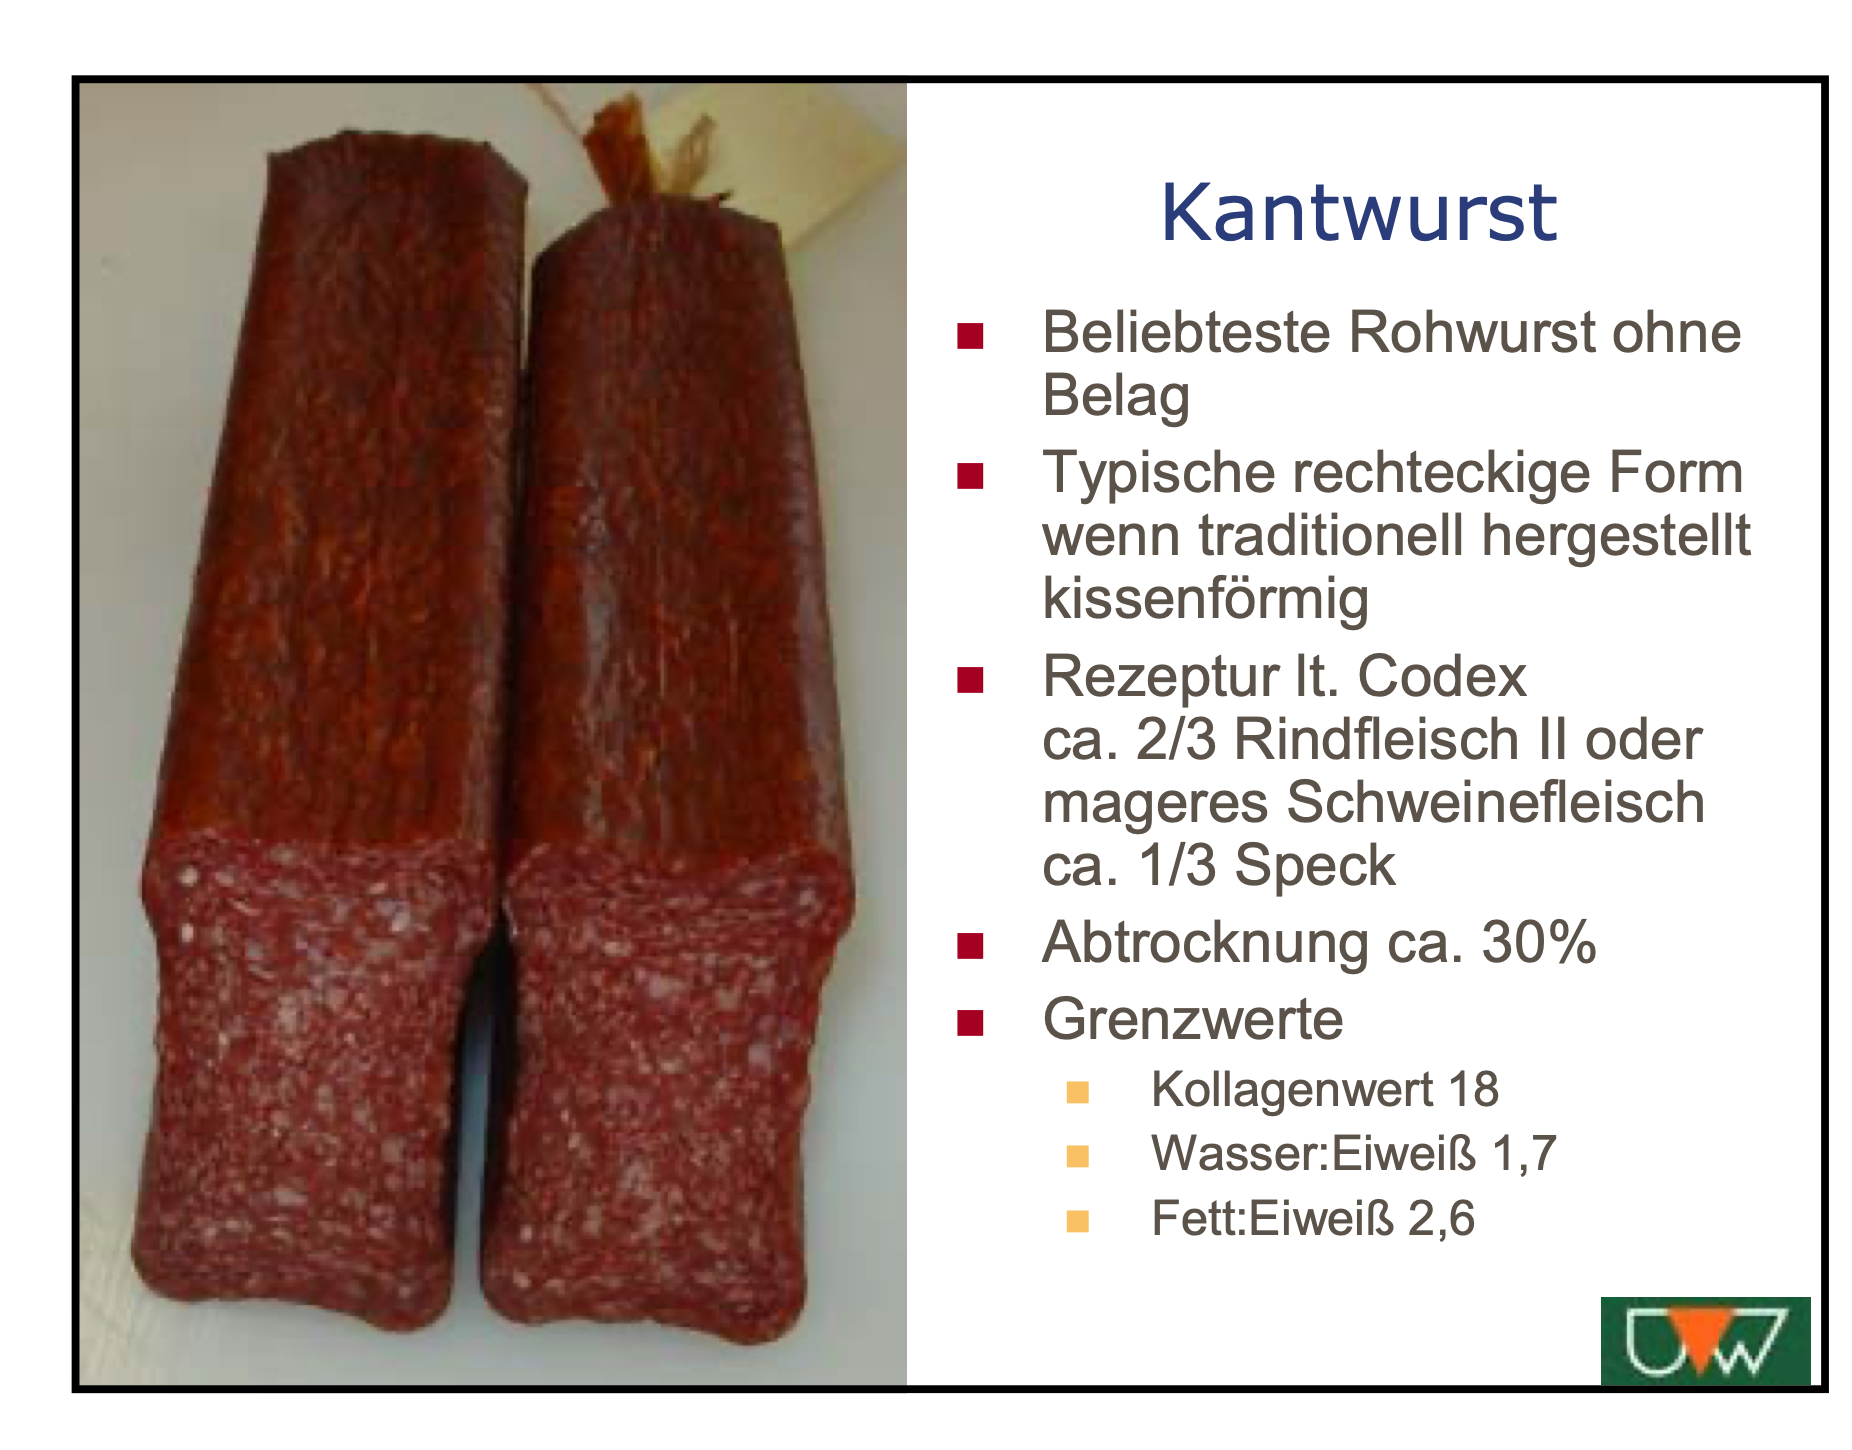 Kantwurst
Beliebteste Rohwurst ohne
Belag
Typische rechteckige Form
wenn traditionell hergestellt
kissenförmig
Rezeptur lt. Codex
ca. 2/3 Rindfleisch II oder
mageres Schweinefleisch
ca. 1/3 Speck
Abtrocknung ca. 30%
Grenzwerte
Kollagenwert 18
Wasser:Eiweiß 1,7
Fett:Eiweiß 2,6